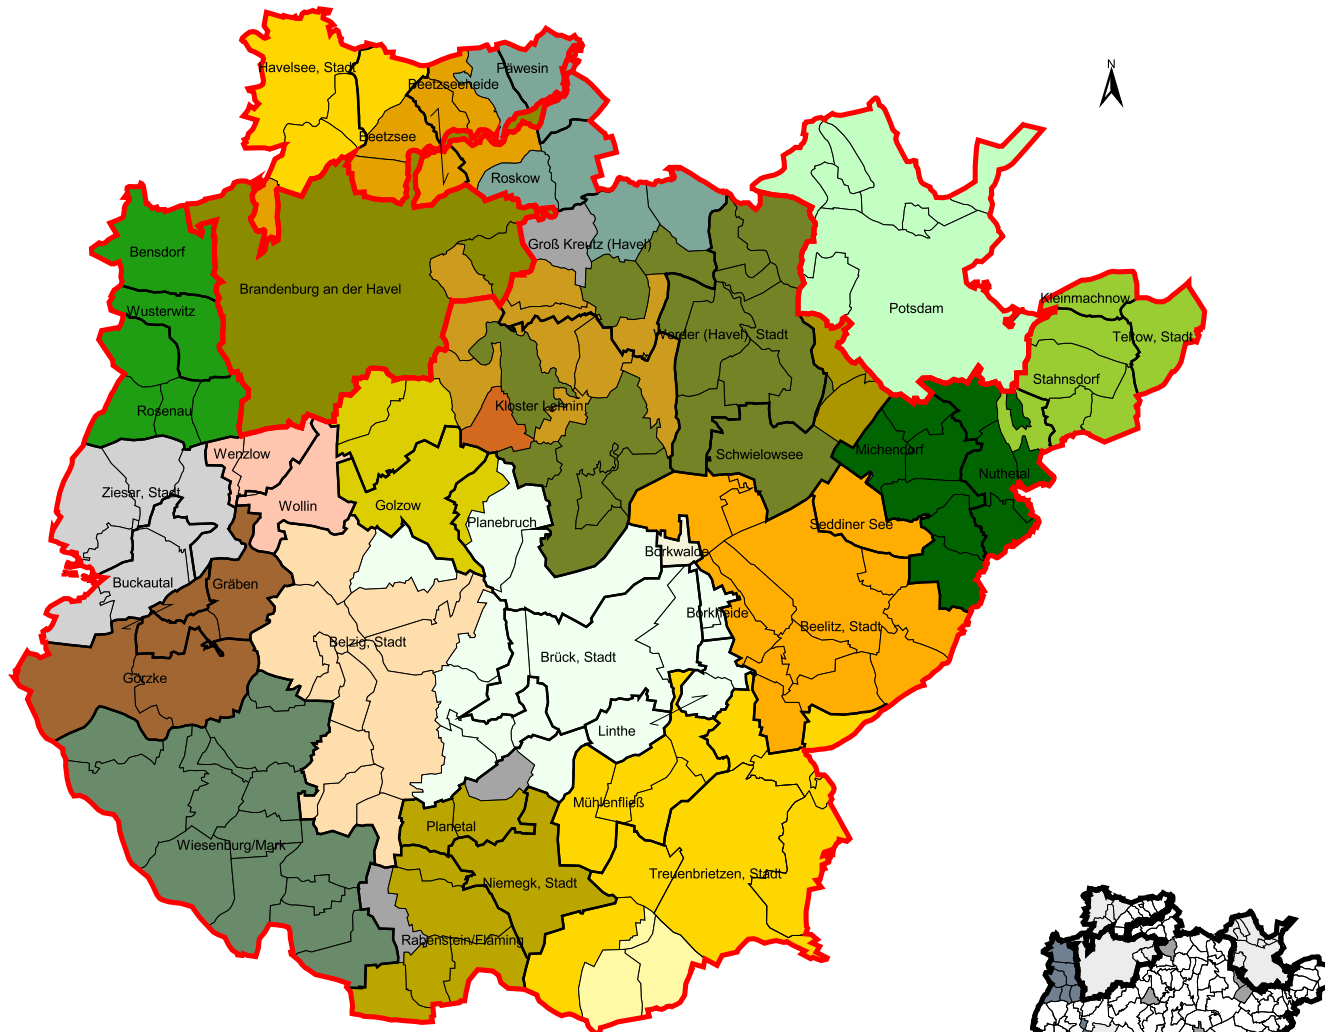 N
Havelsee, Stadt
Päwesin
Beetzseeheide
Beetzsee
Roskow
Bensdorf
Groß Kreutz (Havel)
Brandenburg an der Havel
Kleinmachnow
Wusterwitz
Potsdam
Werder (Havel), Stadt
Teltow, Stadt
Stahnsdorf
Rosenau
Kloster Lehnin
Wenzlow
Schwielowsee
Michendorf
Nuthetal
Ziesar, Stadt
Wollin
Golzow
Planebruch
Seddiner See
Borkwalde
Buckautal
Gräben
Borkheide
Belzig, Stadt
Beelitz, Stadt
Brück, Stadt
Görzke
Linthe
Mühlenfließ
Planetal
Wiesenburg/Mark
Treuenbrietzen, Stadt
Niemegk, Stadt
Rabenstein/Fläming